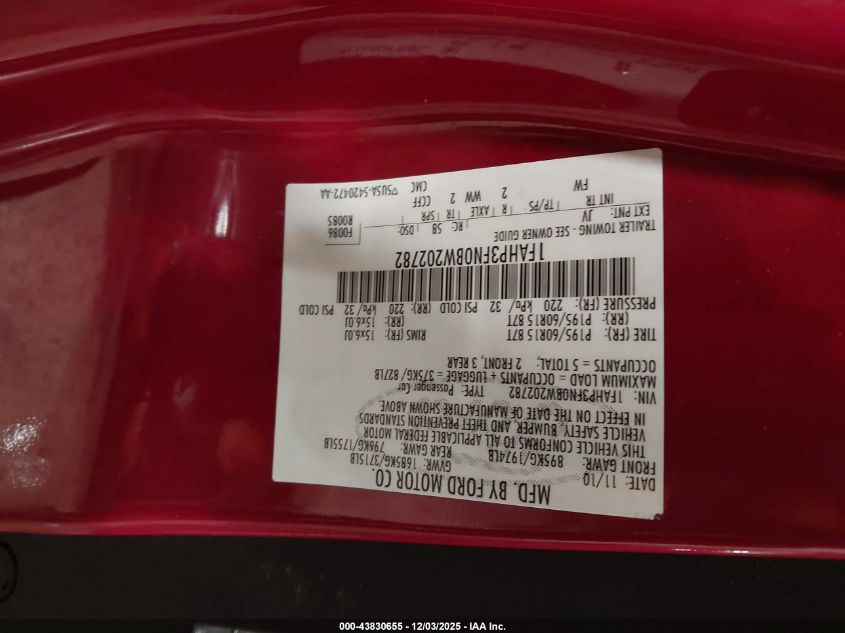 MFD. BY FORD MOTOR CO.
DATE: 11/10 GVWR: 1685KG/3715LB
FRONT GAWR: 895KG/1974LB REAR GAWR: 796KG/1755LB
THIS VEHICLE CONFORMS TO ALL APPLICABLE FEDERAL MOTOR
VEHICLE SAFETY, BUMPER, AND THEFT PREVENTION STANDARDS
IN EFFECT ON THE DATE OF MANUFACTURE SHOWN ABOVE.
VIN: 1FAHP3FN0BW202782 TYPE: Passenger Car
MAXIMUM LOAD = OCCUPANTS + LUGGAGE = 375KG/827LB
OCCUPANTS = 5 TOTAL, 2 FRONT, 3 REAR
TIRE (FR): P195/60R15 87T RIMS (FR): 15x6.0J
(RR): P195/60R15 87T (RR): 15x6.0J
PRESSURE (FR): 220 kPa/ 32 PSI COLD (RR): 220 kPa/ 32 PSI COLD
1FAHP3FN0BW202782
TRAILER TOWING - SEE OWNER GUIDE
EXT PNT: JV RC: 58 DSO: F0086
INT TR TP/PS R AXLE TR SPR R0085
FW 2 WW 2 CCFF
CMC ▽5U5A-5420472-AA
000-43830655 - 12/03/2025 - IAA Inc.